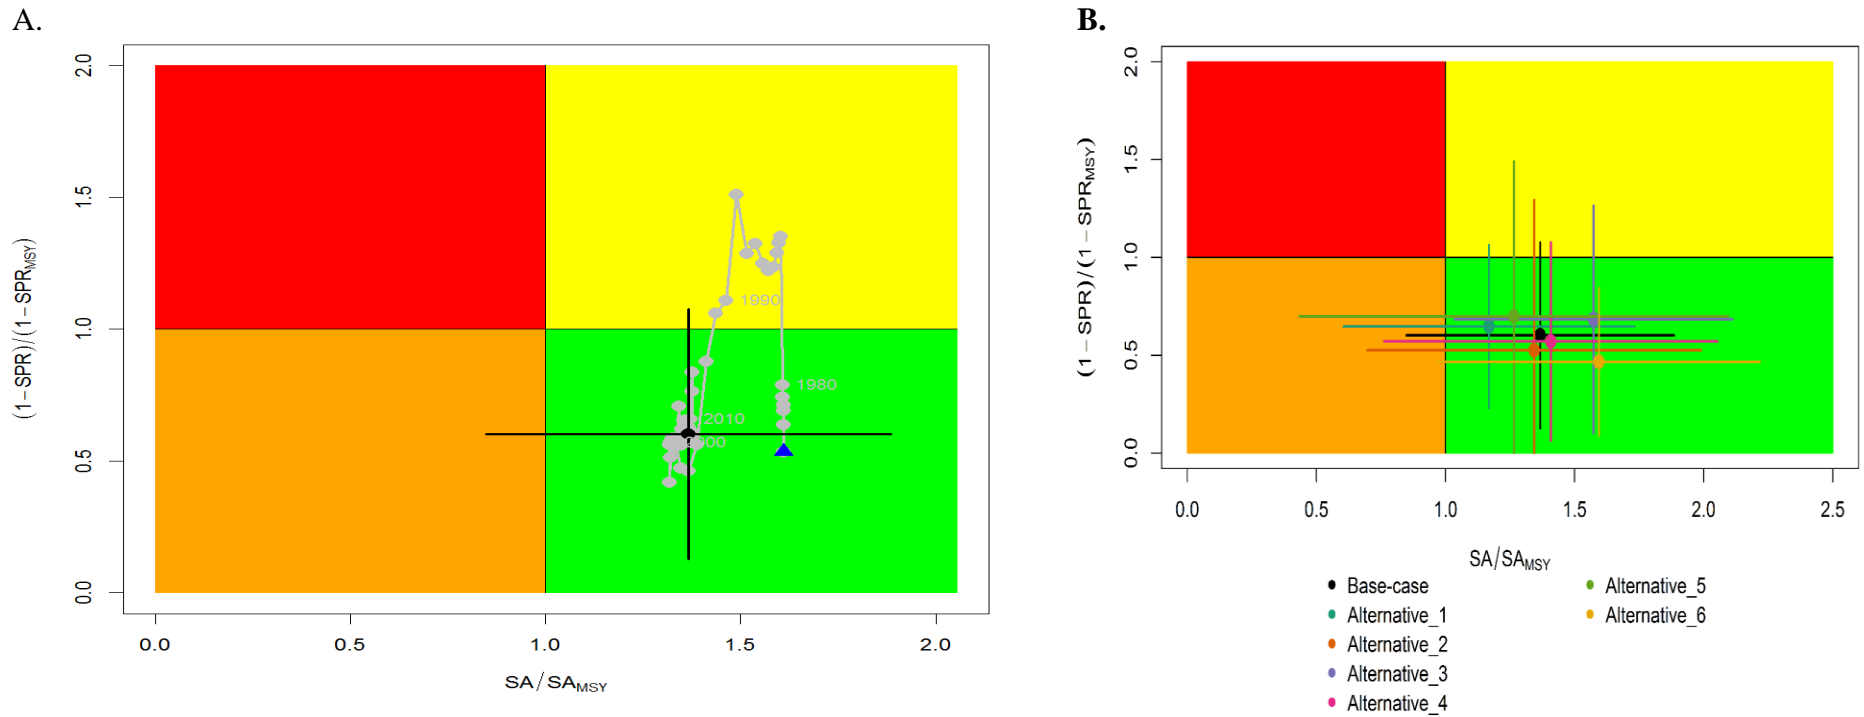 A.
2.0
1.5
1.0
0.5
0.0
(1−SPR)/(1−SPRMSY)
1990
1980
2010
0.0 0.5 1.0 1.5 2.0
SA/SAMSY
B.
2.0
1.5
1.0
0.5
0.0
(1−SPR)/(1−SPRMSY)
0.0 0.5 1.0 1.5 2.0 2.5
SA/SAMSY
Base-case
Alternative_1
Alternative_2
Alternative_3
Alternative_4
Alternative_5
Alternative_6